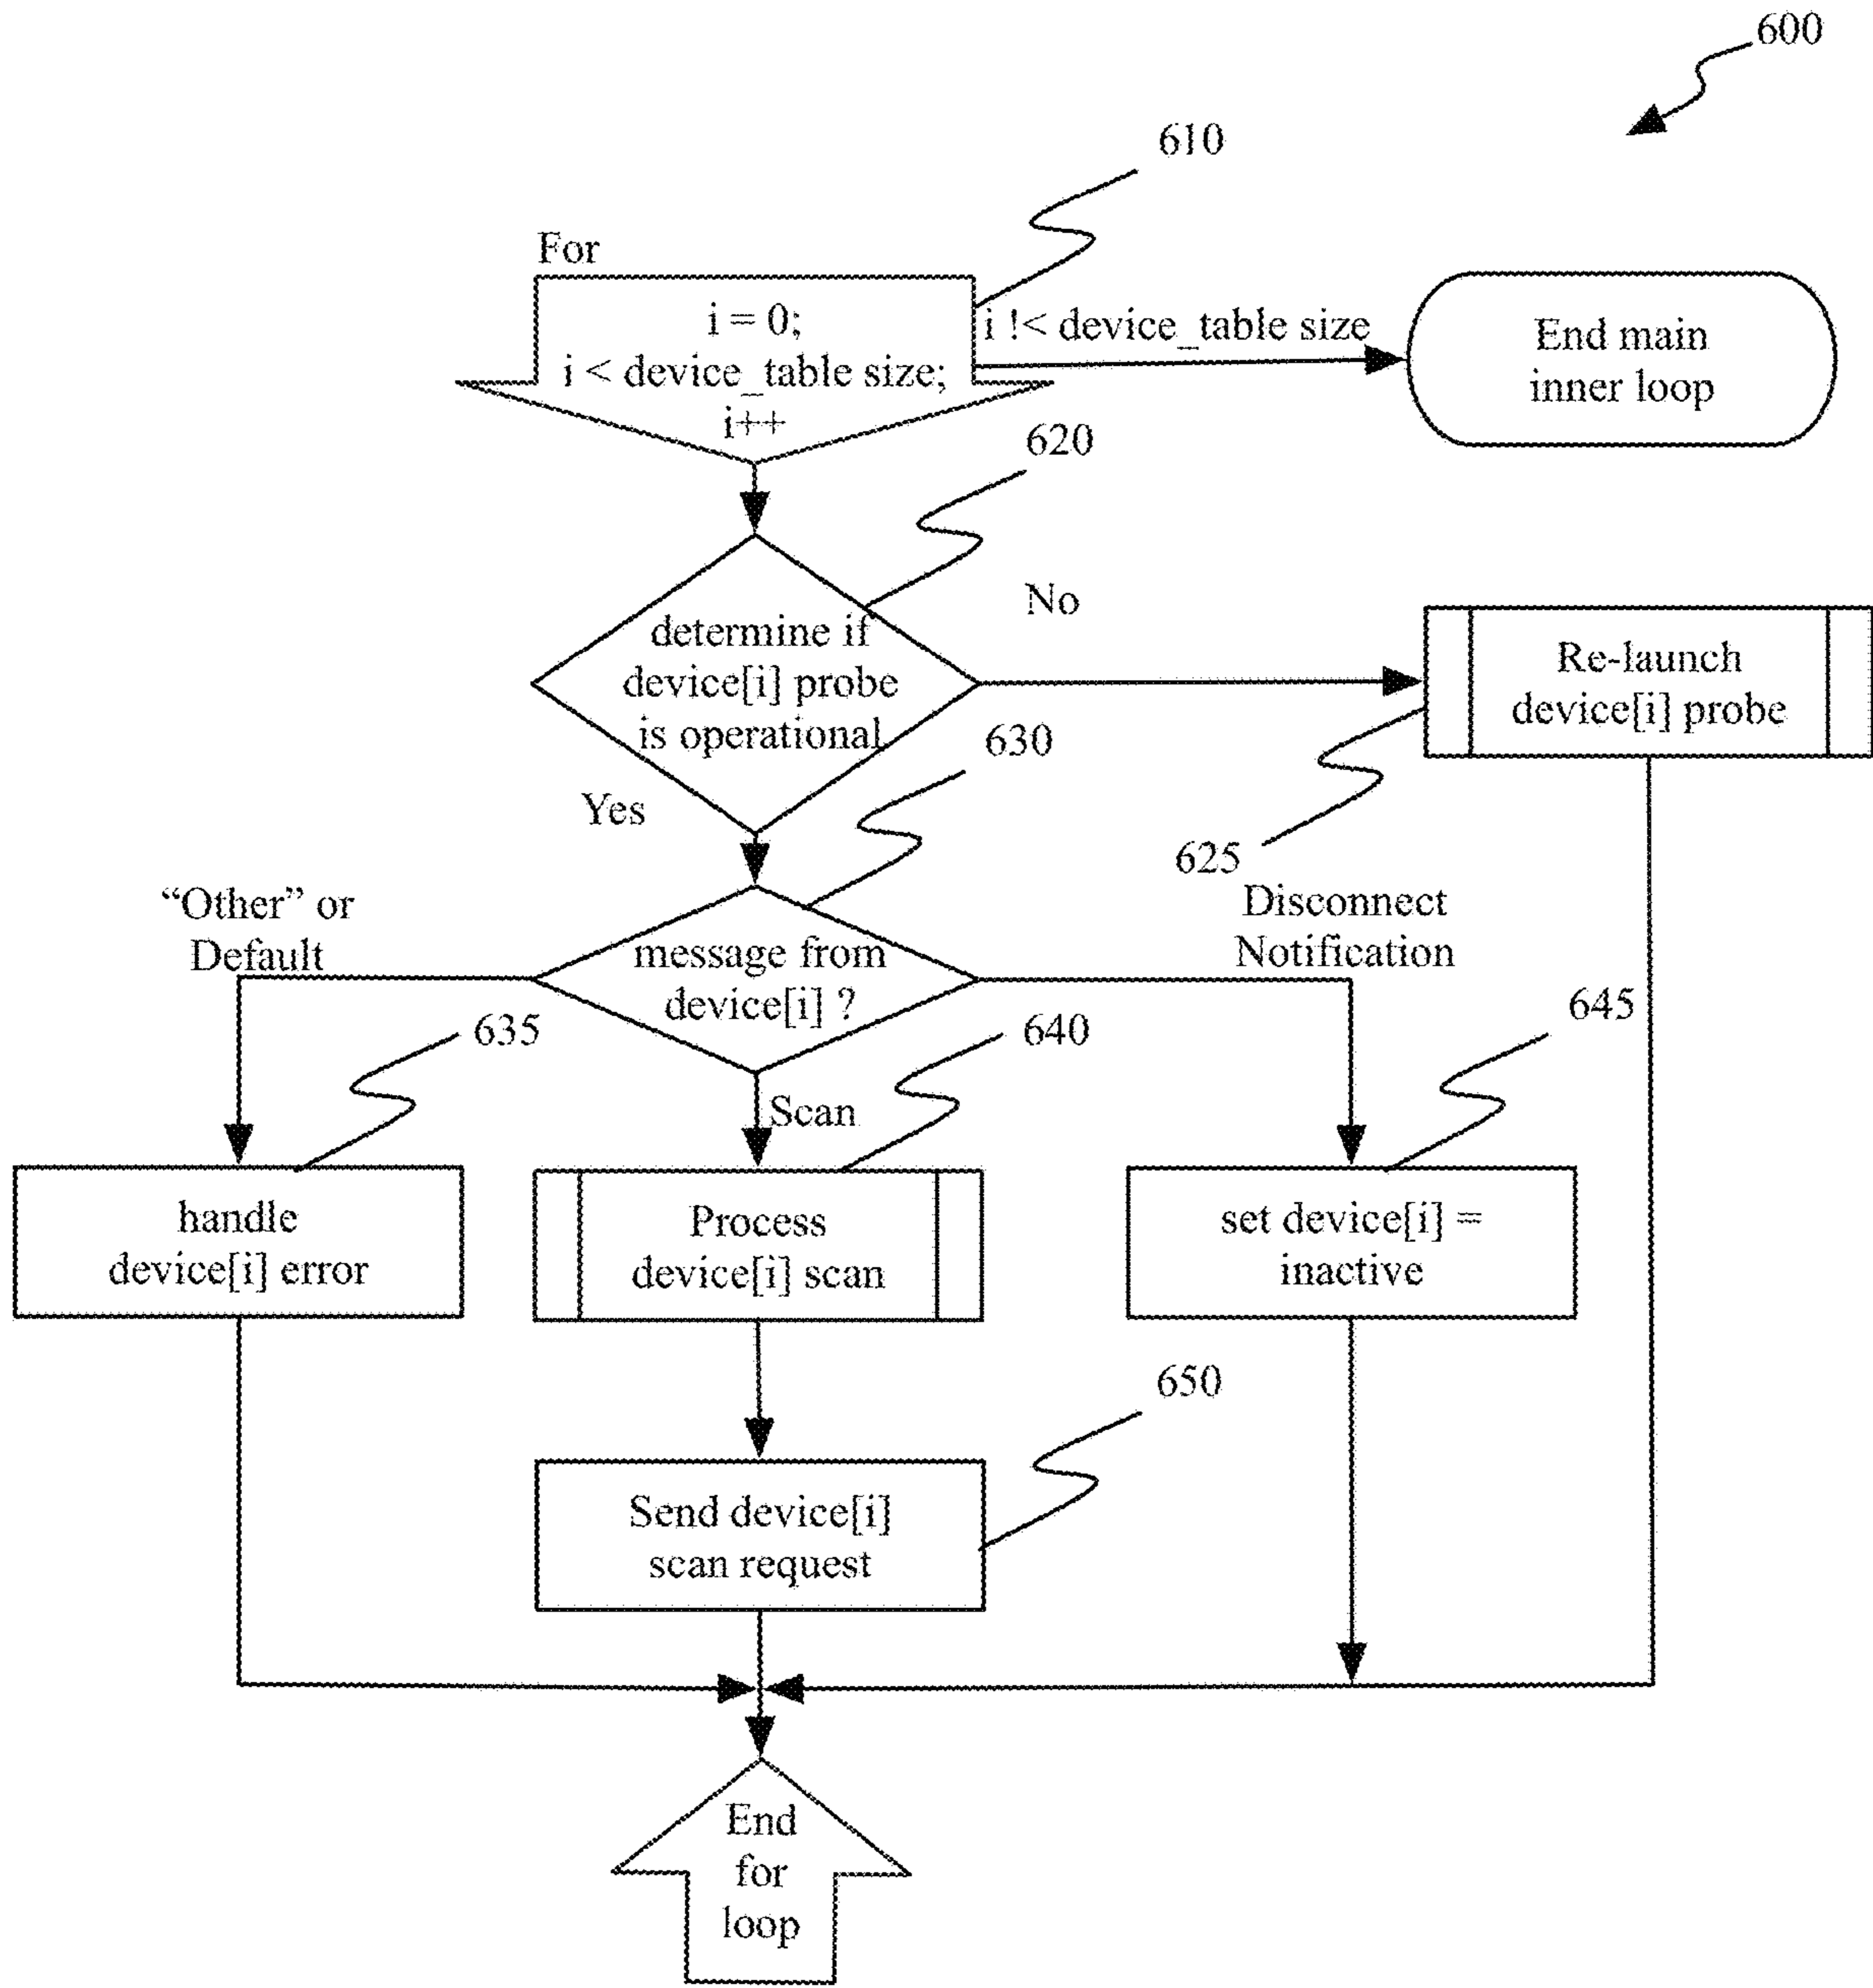 600
610
For
i = 0;
i < device_table size;
i++
i !< device_table size
End main
inner loop
620
determine if
device[i] probe
is operational
No
Re-launch
device[i] probe
625
Yes
630
message from
device[i] ?
"Other" or
Default
Disconnect
Notification
635
640
645
Scan
handle
device[i] error
Process
device[i] scan
set device[i] =
inactive
650
Send device[i]
scan request
End
for
loop